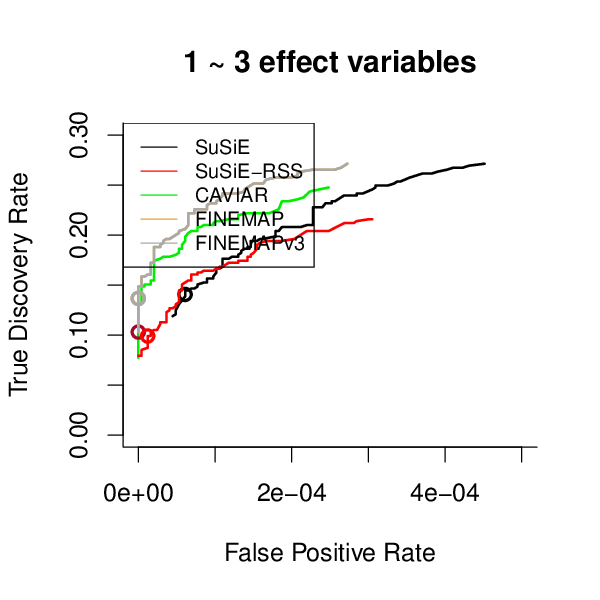 1 ~ 3 effect variables
True Discovery Rate
0.30
0.20
0.10
0.00
SuSiE
SuSiE−RSS
CAVIAR
FINEMAP
FINEMAPv3
0e+00 2e−04 4e−04
False Positive Rate